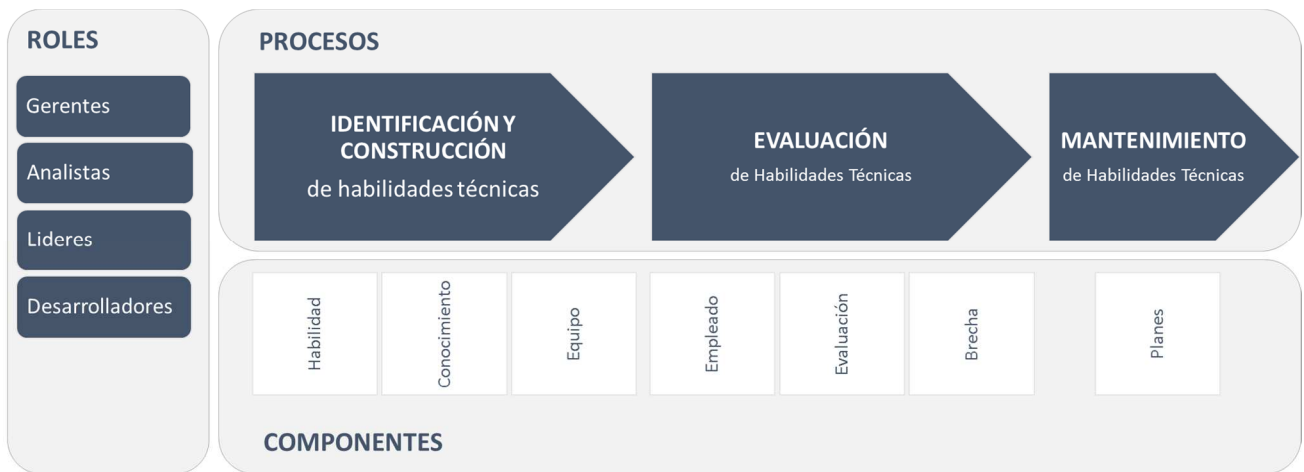 ROLES
Gerentes
Analistas
Lideres
Desarrolladores
PROCESOS
IDENTIFICACIÓN Y
CONSTRUCCIÓN
de habilidades técnicas
EVALUACIÓN
de Habilidades Técnicas
MANTENIMIENTO
de Habilidades Técnicas
Habilidad
Conocimiento
Equipo
Empleado
Evaluación
Brecha
Planes
COMPONENTES